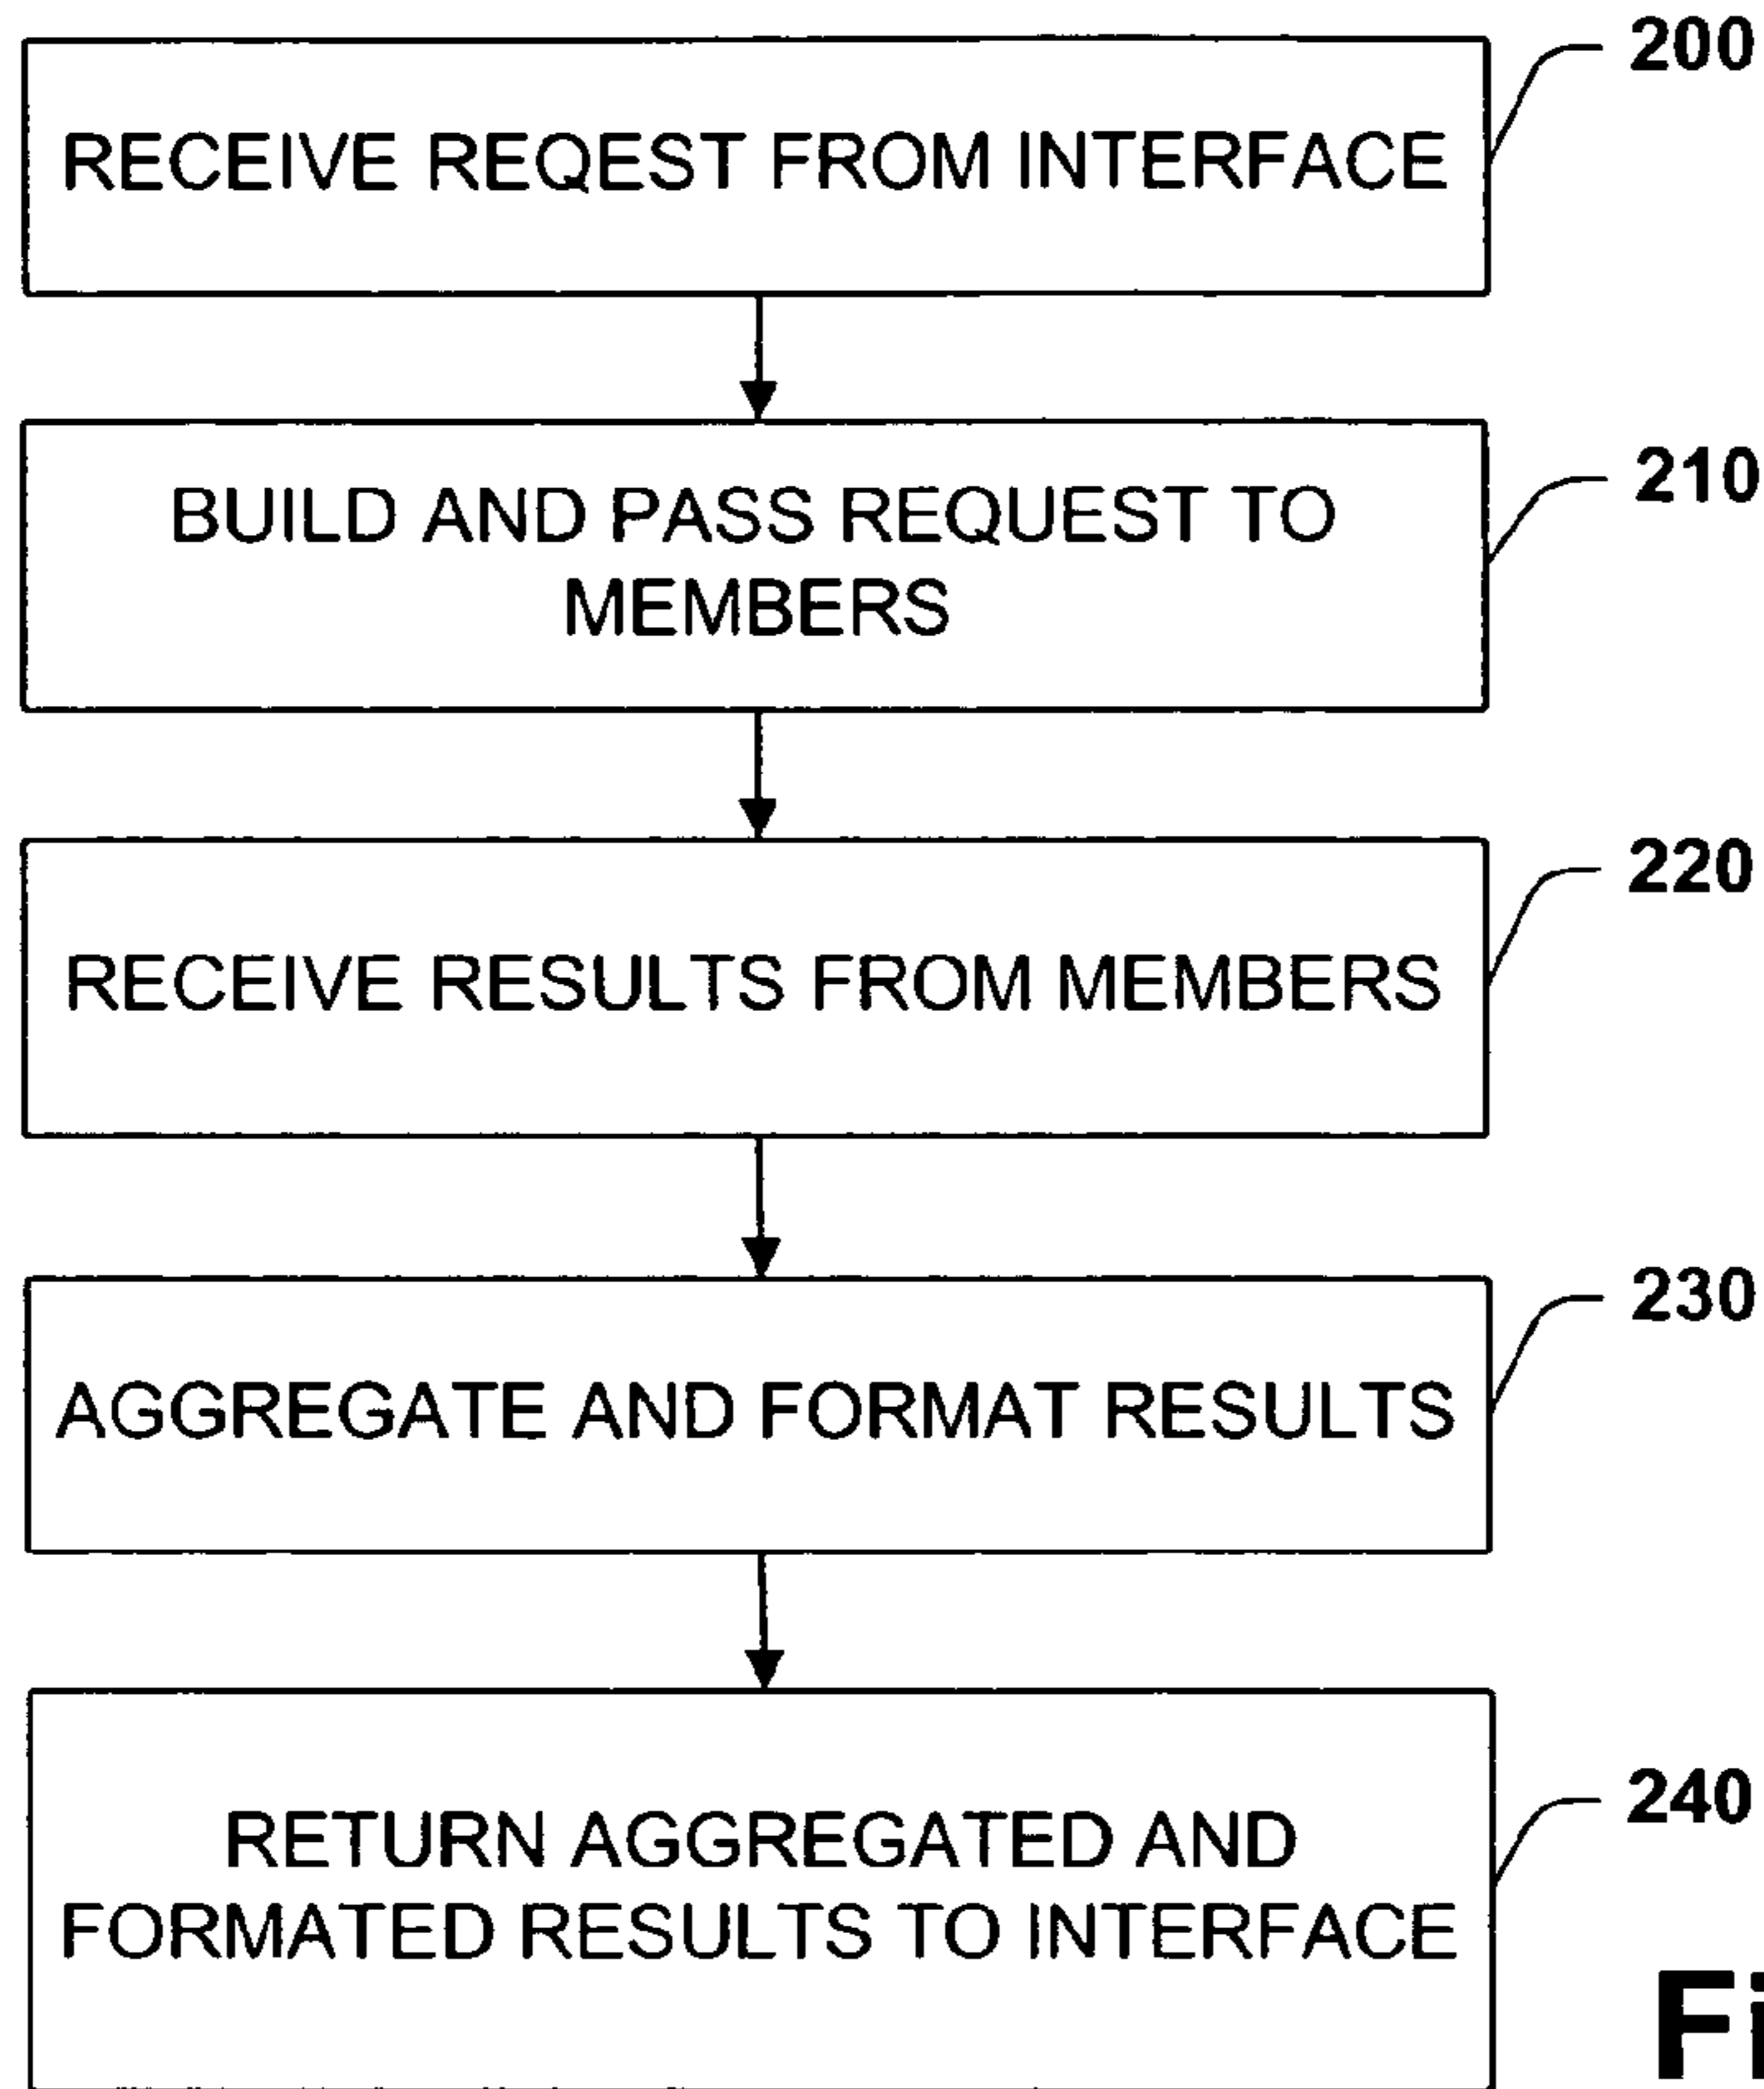 200
RECEIVE REQEST FROM INTERFACE
210
BUILD AND PASS REQUEST TO
MEMBERS
220
RECEIVE RESULTS FROM MEMBERS
230
AGGREGATE AND FORMAT RESULTS
240
RETURN AGGREGATED AND
FORMATED RESULTS TO INTERFACE